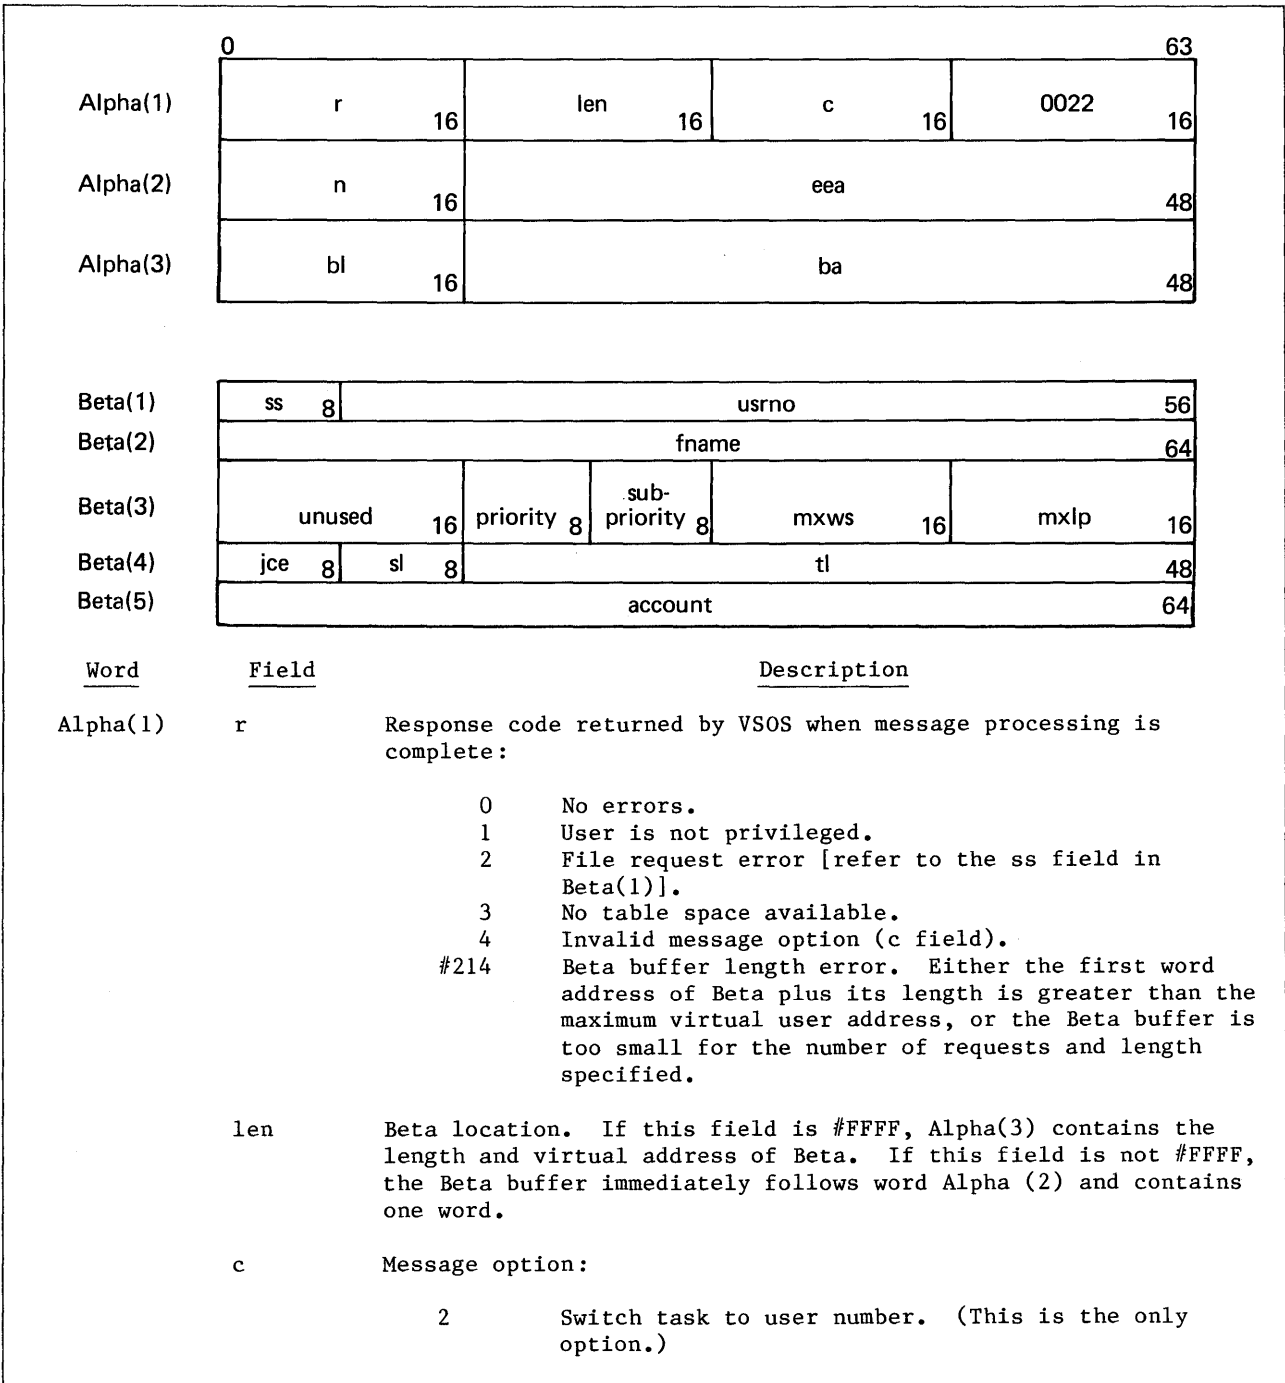 0 63
Alpha(1) r 16 len 16 c 16 0022 16
Alpha(2) n 16 eea 48
Alpha(3) bl 16 ba 48
Beta(1) ss 8 usrno 56
Beta(2) fname 64
Beta(3) unused 16 priority 8 sub-
priority 8 mxws 16 mxlp 16
Beta(4) jce 8 sl 8 tl 48
Beta(5) account 64
Word Field Description
Alpha(1) r Response code returned by VSOS when message processing is
complete:
0 No errors.
1 User is not privileged.
2 File request error [refer to the ss field in
Beta(1)].
3 No table space available.
4 Invalid message option (c field).
#214 Beta buffer length error. Either the first word
address of Beta plus its length is greater than the
maximum virtual user address, or the Beta buffer is
too small for the number of requests and length
specified.
len Beta location. If this field is #FFFF, Alpha(3) contains the
length and virtual address of Beta. If this field is not #FFFF,
the Beta buffer immediately follows word Alpha (2) and contains
one word.
c Message option:
2 Switch task to user number. (This is the only
option.)